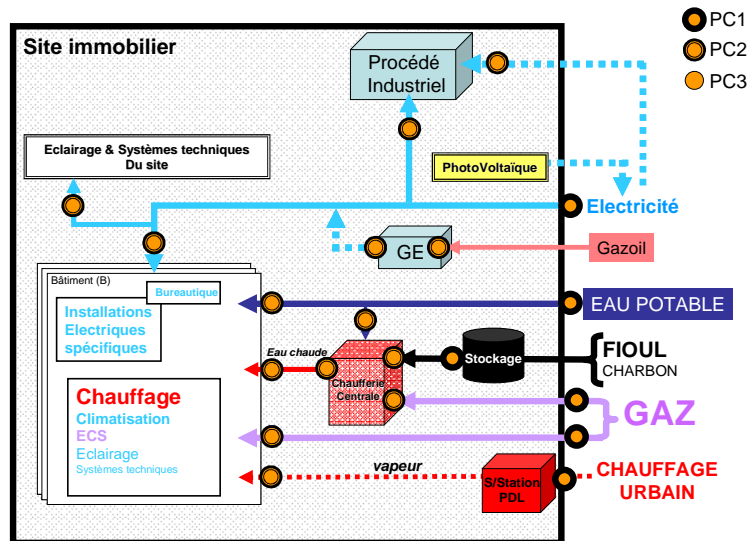 Site immobilier
PC1
PC2
PC3
Procédé
Industriel
Eclairage & Systèmes techniques
Du site
PhotoVoltaïque
Electricité
GE
Gazoil
Bâtiment (B)
Bureautique
Installations
Electriques
spécifiques
EAU POTABLE
Eau chaude
Chaufferie
Centrale
Stockage
FIOUL
CHARBON
Chauffage
Climatisation
ECS
Eclairage
Systèmes techniques
GAZ
vapeur
S/Station
PDL
CHAUFFAGE
URBAIN